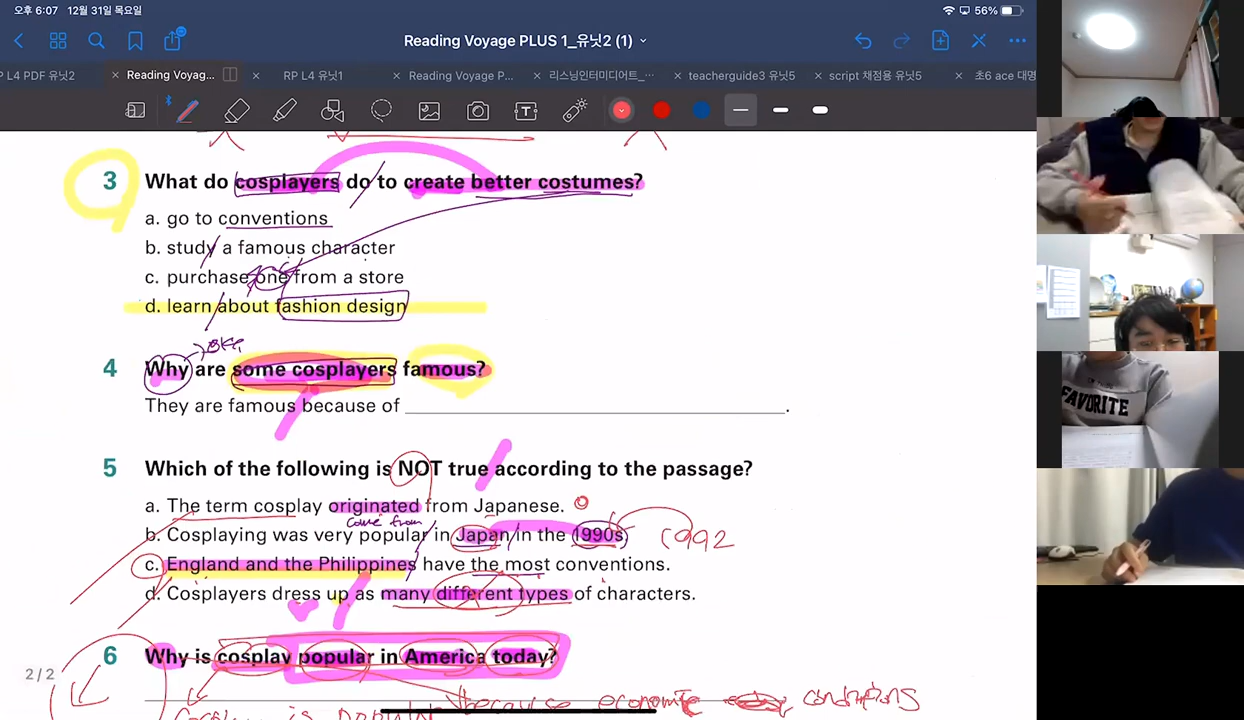 오후 6:07 12월 31일 목요일
56%
Reading Voyage PLUS 1_유닛2 (1)
P L4 PDF 유닛2
Reading Voyag...
RP L4 유닛1
Reading Voyage P...
리스닝인터미디어트_...
teacherguide3 유닛5
script 채점용 유닛5
초6 ace 대명
3 What do cosplayers do to create better costumes?
a. go to conventions
b. study a famous character
c. purchase one from a store
d. learn about fashion design
4 Why are some cosplayers famous?
They are famous because of ______.
5 Which of the following is NOT true according to the passage?
a. The term cosplay originated from Japanese.
come from
b. Cosplaying was very popular in Japan in the 1990s. 1992
c. England and the Philippines have the most conventions.
d. Cosplayers dress up as many different types of characters.
6 Why is cosplay popular in America today?
because economic conditions
Cosplay is popular
2 / 2
FAVORITE